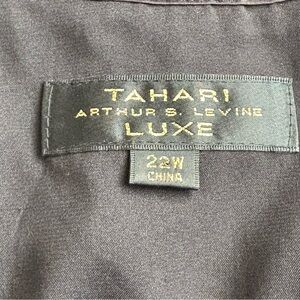 TAHARI
ARTHUR S. LEVINE
LUXE
22W
CHINA